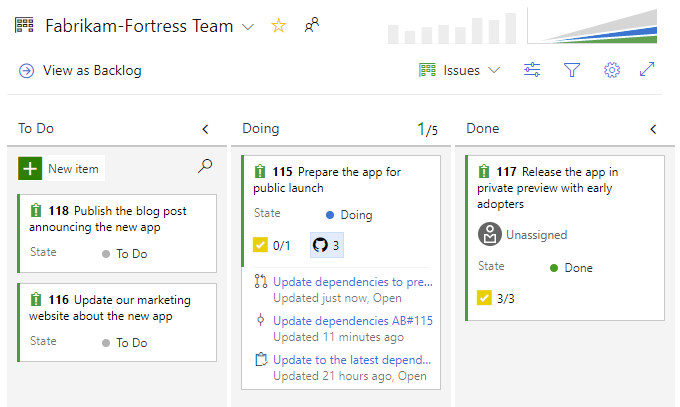 Fabrikam-Fortress Team
View as Backlog
Issues
To Do
Doing
1/5
Done
New item
118 Publish the blog post
announcing the new app
State
To Do
116 Update our marketing
website about the new app
State
To Do
115 Prepare the app for
public launch
State
Doing
0/1
3
Update dependencies to pre...
Updated just now, Open
Update dependencies AB#115
Updated 11 minutes ago
Update to the latest depend...
Updated 21 hours ago, Open
117 Release the app in
private preview with early
adopters
Unassigned
State
Done
3/3